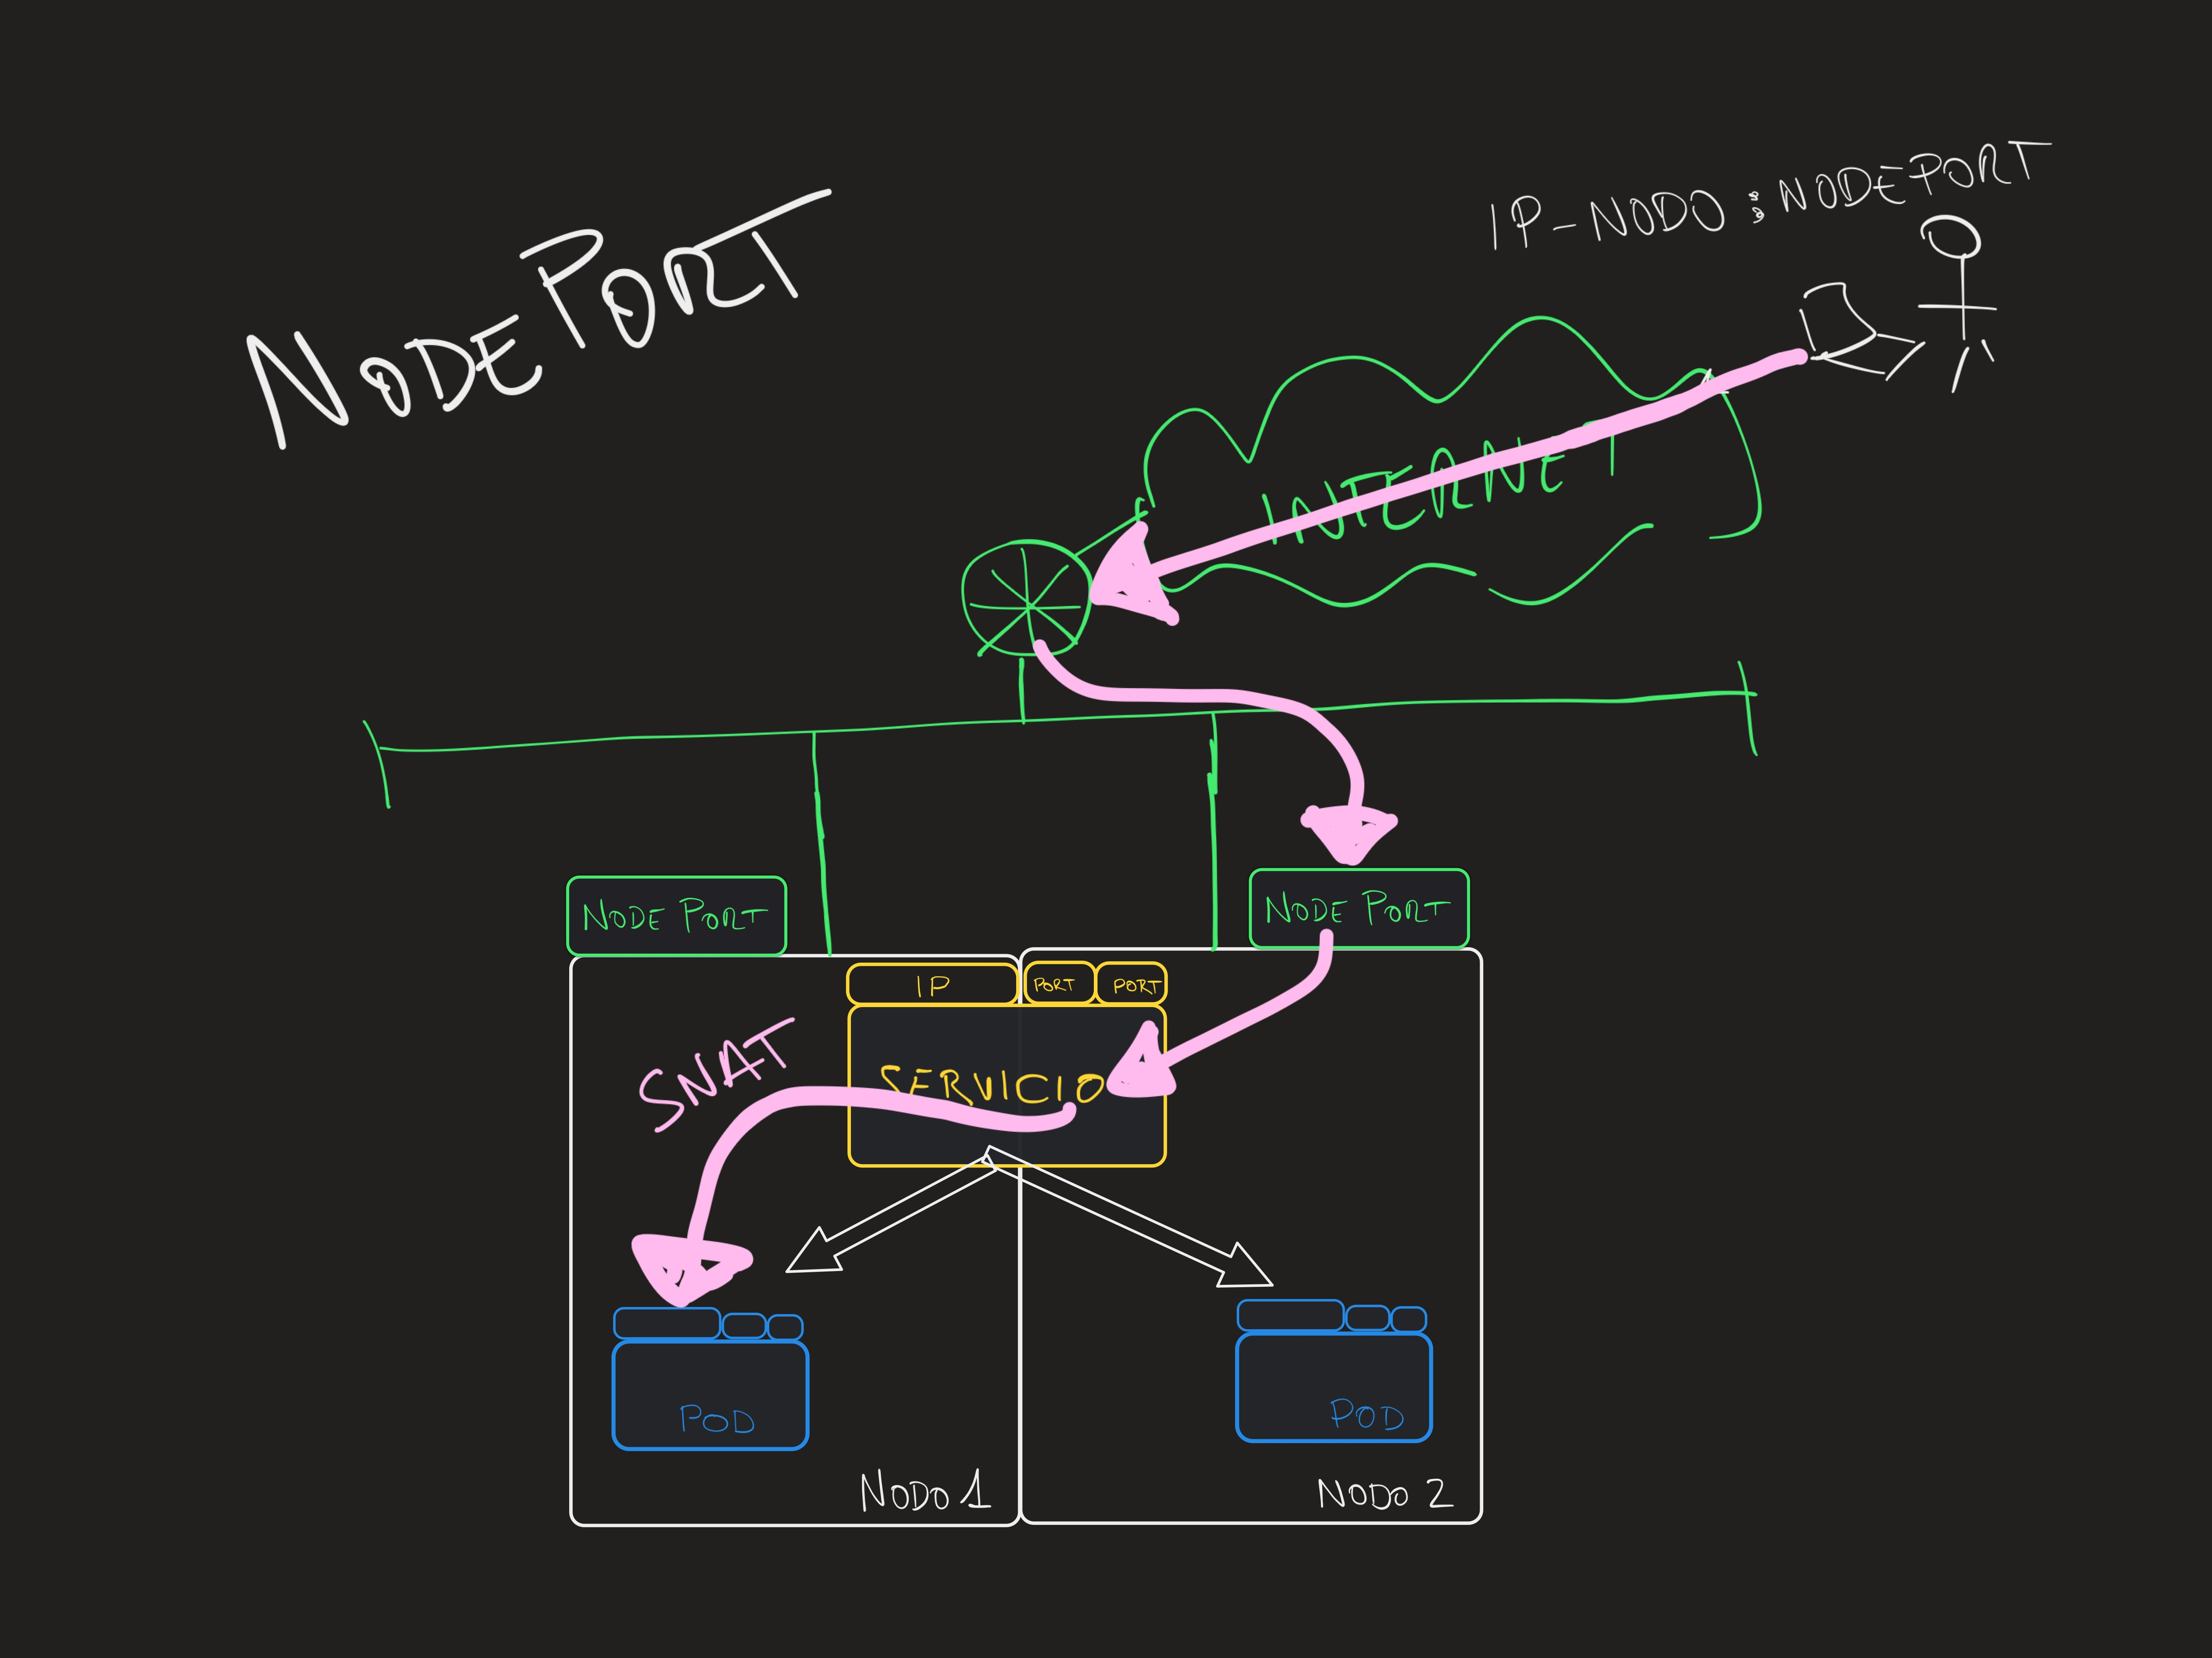 NODEPORT
IP-NODO:NODEPORT
INTERNET
NODE PORT
NODE PORT
IP
PORT
PORT
SNAT
SERVICIO
POD
POD
NODO 1
NODO 2